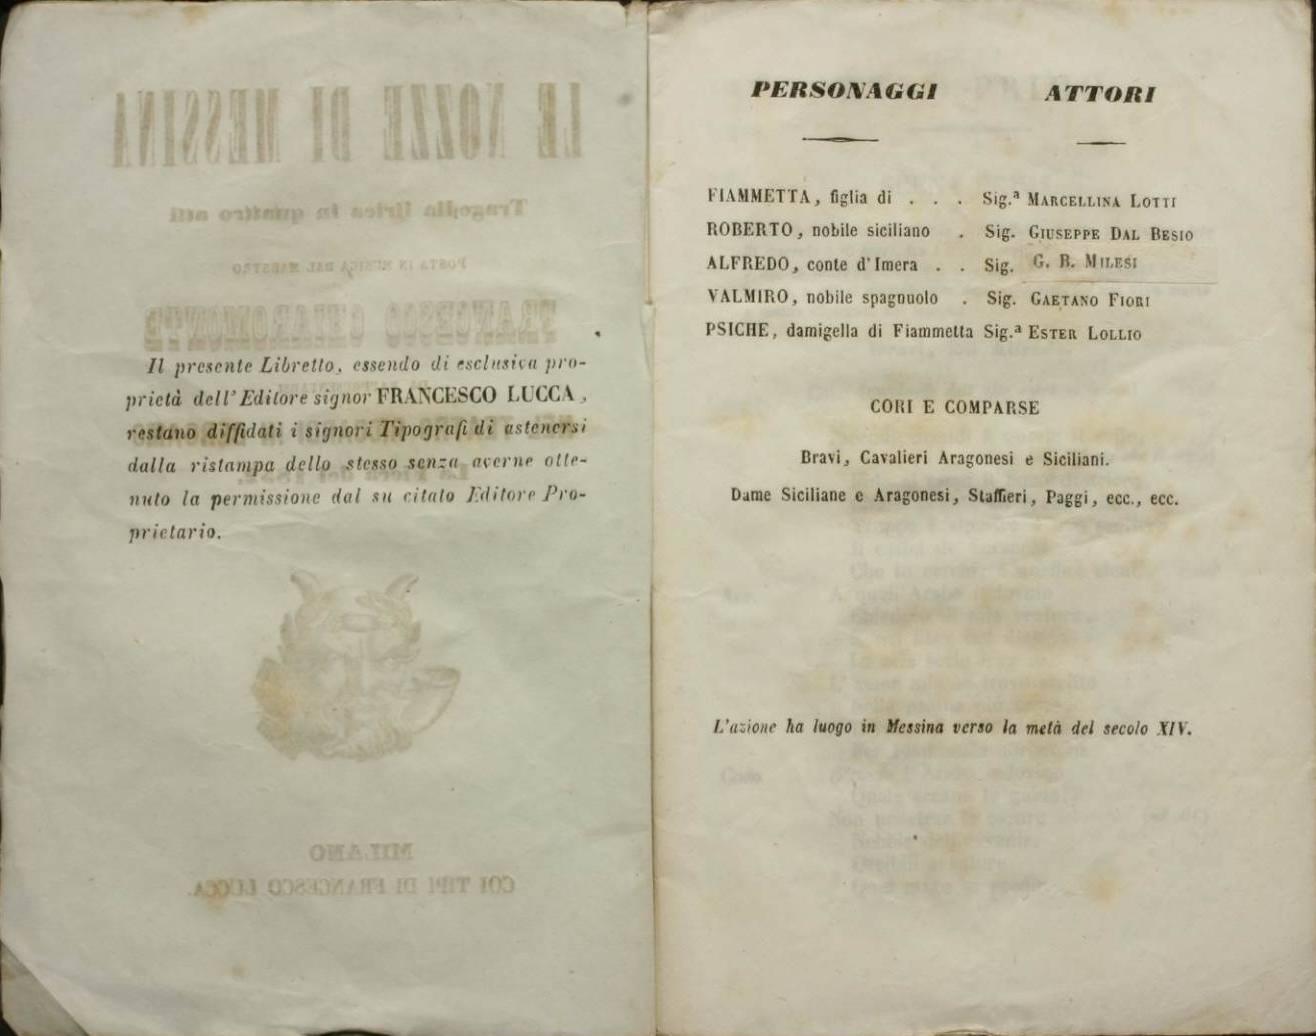 Il presente Libretto, essendo di esclusiva pro-
prietà dell'Editore signor FRANCESCO LUCCA,
restano diffidati i signori Tipografi di astenersi
dalla ristampa dello stesso senza averne otte-
nuto la permissione dal su citato Editore Pro-
prietario.
PERSONAGGI ATTORI
FIAMMETTA, figlia di . . . Sig.ª MARCELLINA LOTTI
ROBERTO, nobile siciliano . Sig. GIUSEPPE DAL BESIO
ALFREDO, conte d'Imera . . Sig. G. B. MILESI
VALMIRO, nobile spagnuolo . Sig. GAETANO FIORI
PSICHE, damigella di Fiammetta Sig.ª ESTER LOLLIO
CORI E COMPARSE
Bravi, Cavalieri Aragonesi e Siciliani.
Dame Siciliane e Aragonesi, Staffieri, Paggi, ecc., ecc.
L'azione ha luogo in Messina verso la metà del secolo XIV.